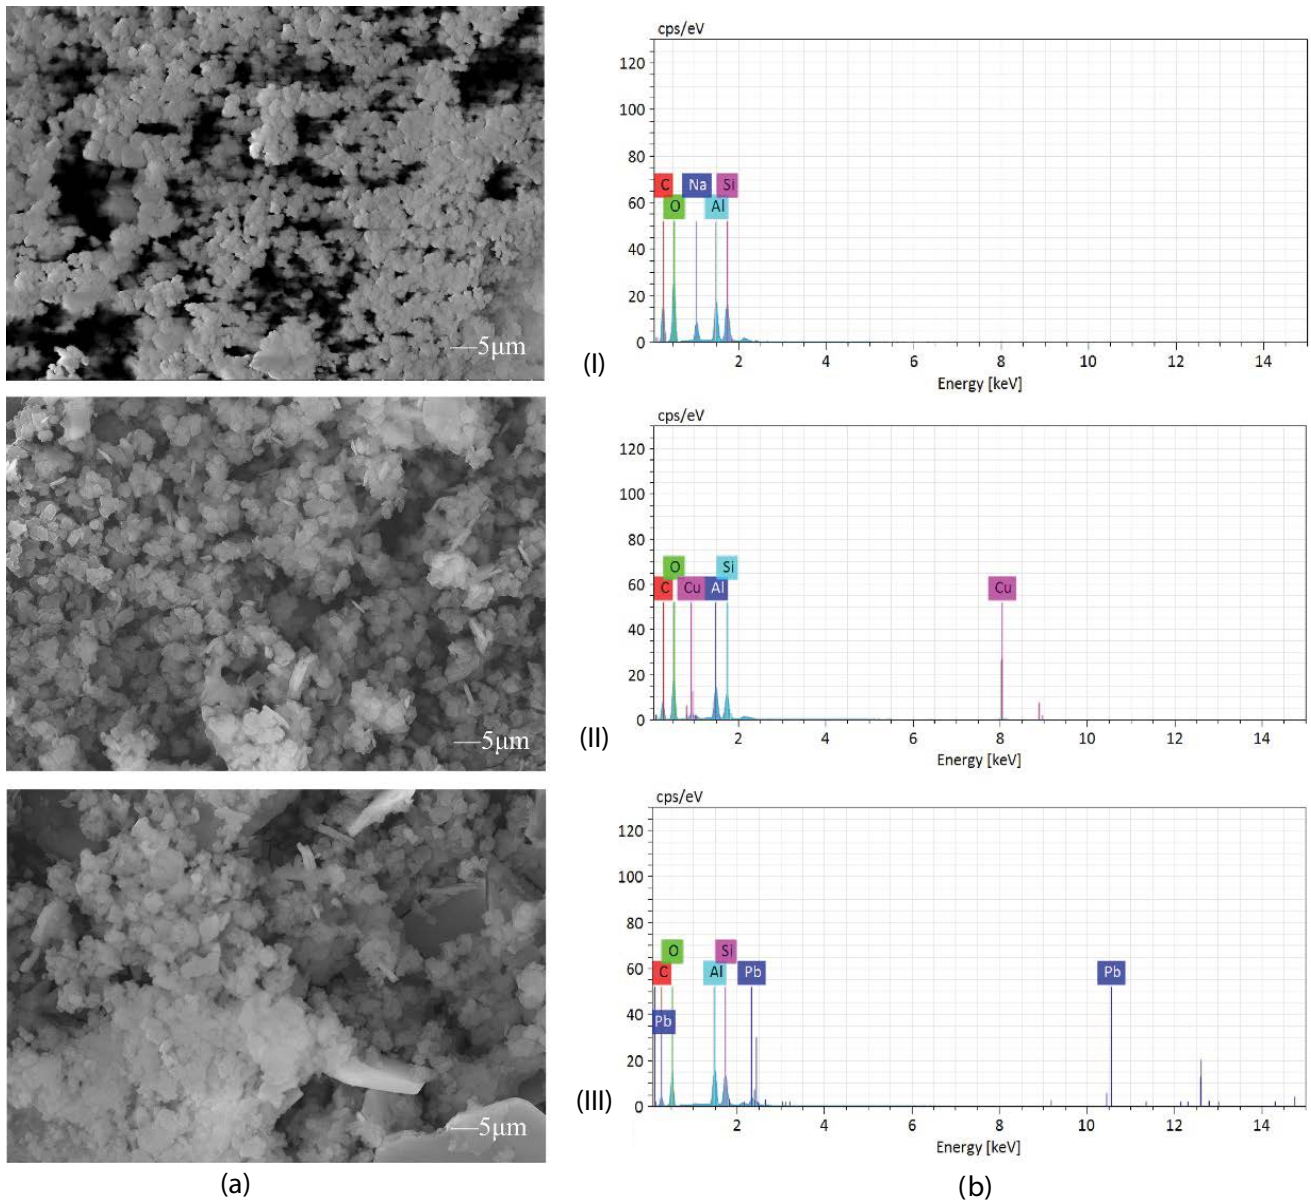 cps/eV
120
100
80
C Na Si
60
O Al
40
20
—5μm
0
(I)
2 4 6 8 10 12 14
Energy [keV]
cps/eV
120
100
80
O Si
60
C Cu Al Cu
40
20
—5μm
(II)
0
2 4 6 8 10 12 14
Energy [keV]
cps/eV
120
100
80
O Si
60
C Al Pb Pb
40
Pb
20
—5μm
(III)
0
2 4 6 8 10 12 14
Energy [keV]
(a)
(b)